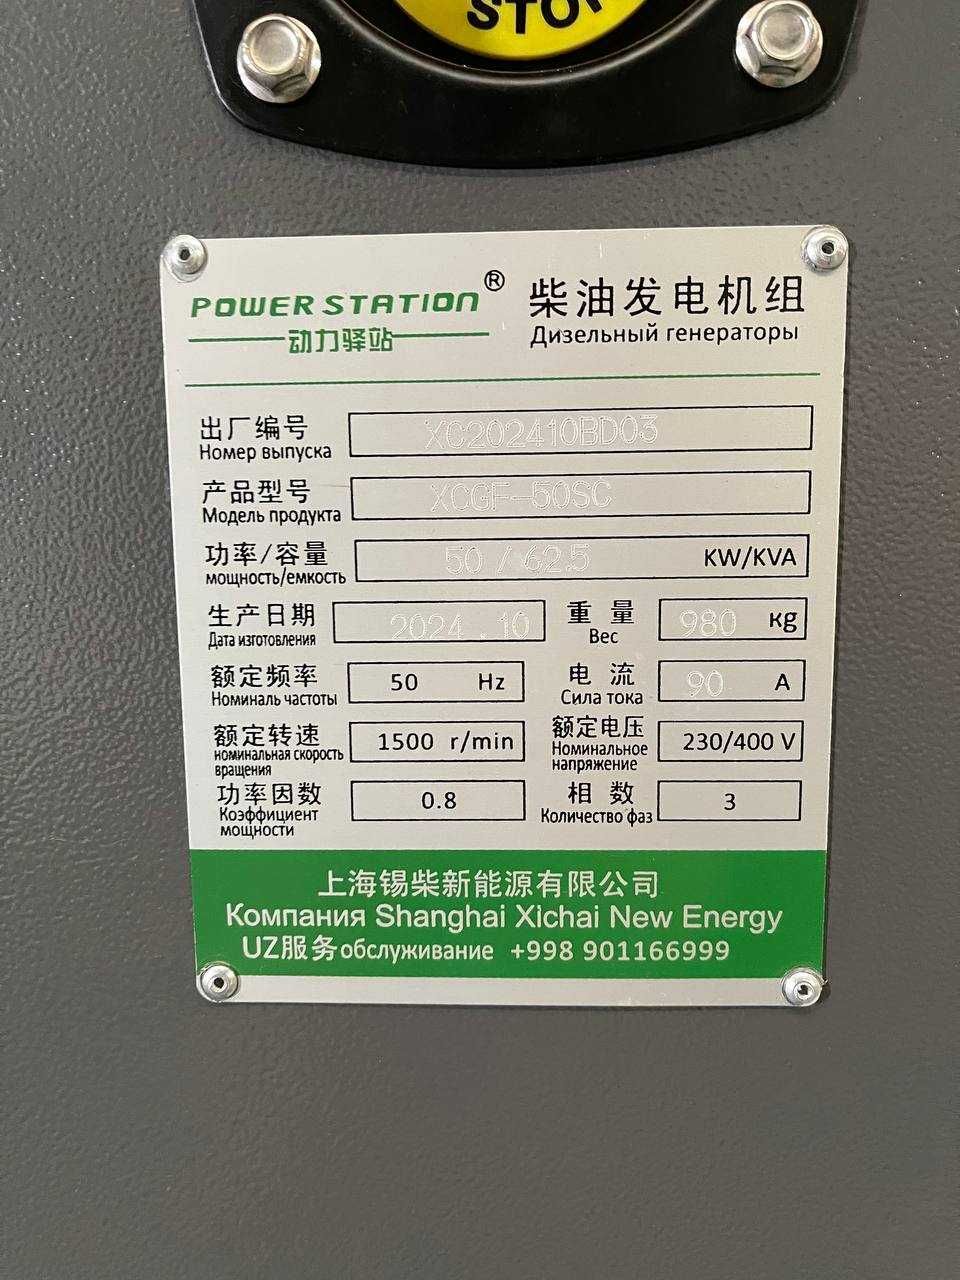 STOP
POWER STATION ®
动力驿站
柴油发电机组
Дизельный генераторы
出厂编号
Номер выпуска
XC202410BD03
产品型号
Модель продукта
XCGF-50SC
功率/容量
мощность/емкость
50 / 62.5 KW/KVA
生产日期
Дата изготовления
2024 . 10
重 量
Вес
980 кg
额定频率
Номиналь частоты
50 Hz
电 流
Сила тока
90 A
额定转速
номинальная скорость
вращения
1500 r/min
额定电压
Номинальное
напряжение
230/400 V
功率因数
Коэффициент
мощности
0.8
相 数
Количество фаз
3
上海锡柴新能源有限公司
Компания Shanghai Xichai New Energy
UZ服务обслуживание +998 901166999